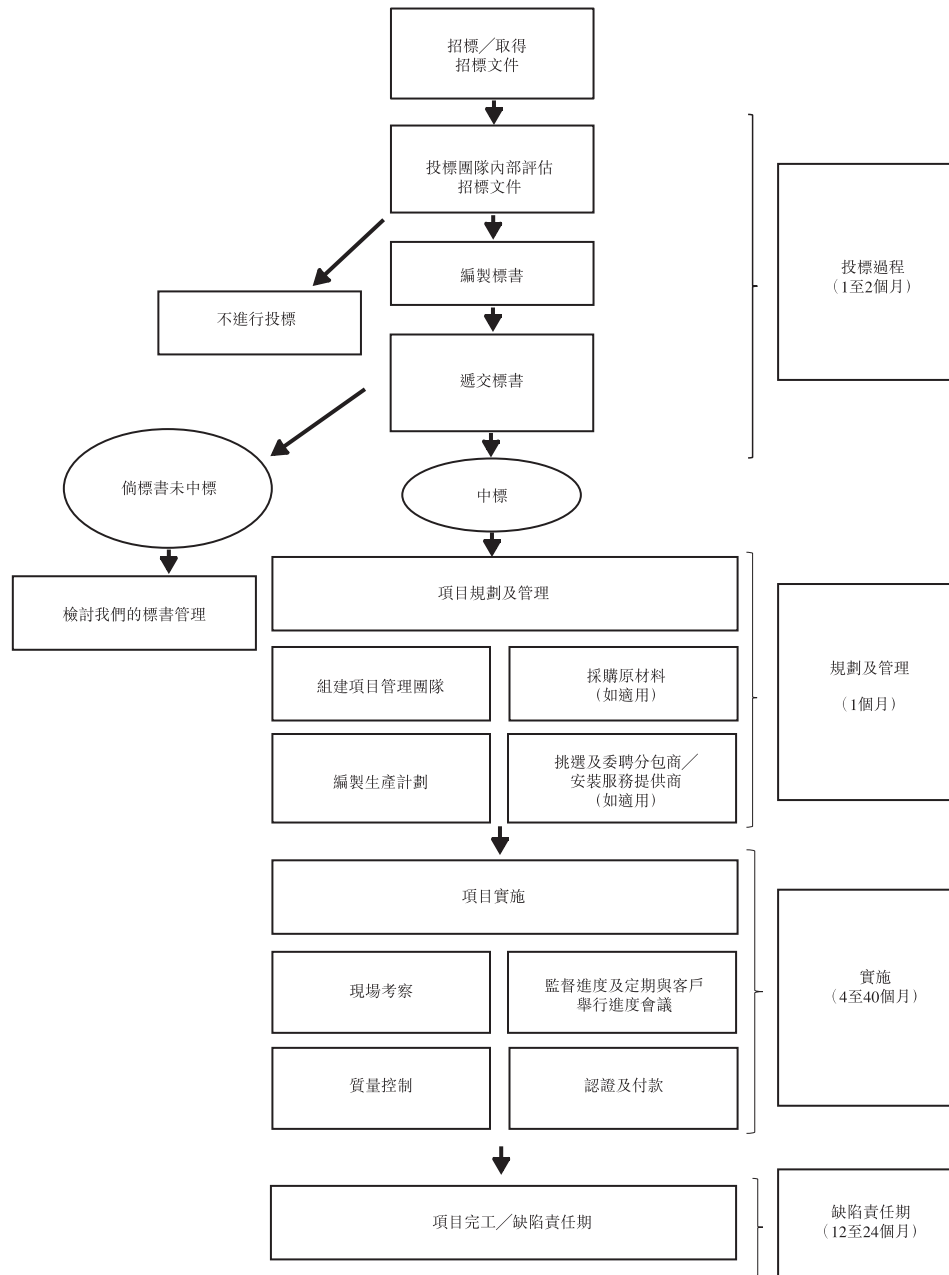 招標╱取得
招標文件
投標團隊內部評估
招標文件
編製標書
不進行投標
遞交標書
投標過程
（1至2個月）
倘標書未中標
中標
檢討我們的標書管理
項目規劃及管理
組建項目管理團隊
採購原材料
（如適用）
編製生產計劃
挑選及委聘分包商╱
安裝服務提供商
（如適用）
規劃及管理
（1個月）
項目實施
現場考察
監督進度及定期與客戶
舉行進度會議
質量控制
認證及付款
實施
（4至40個月）
項目完工╱缺陷責任期
缺陷責任期
（12至24個月）